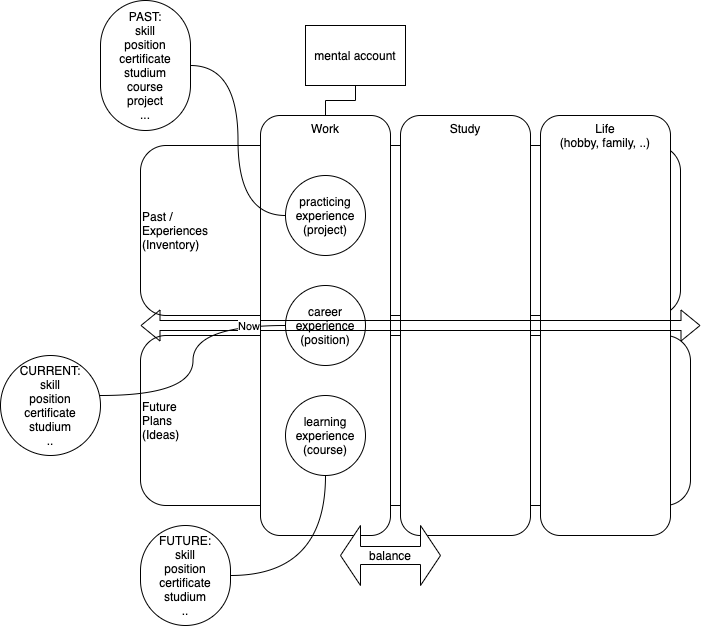 PAST:
skill
position
certificate
studium
course
project
...
mental account
Work
Study
Life
(hobby, family, ..)
practicing
experience
(project)
Past /
Experiences
(Inventory)
career
experience
(position)
Now
CURRENT:
skill
position
certificate
studium
..
Future
Plans
(Ideas)
learning
experience
(course)
FUTURE:
skill
position
certificate
studium
..
balance